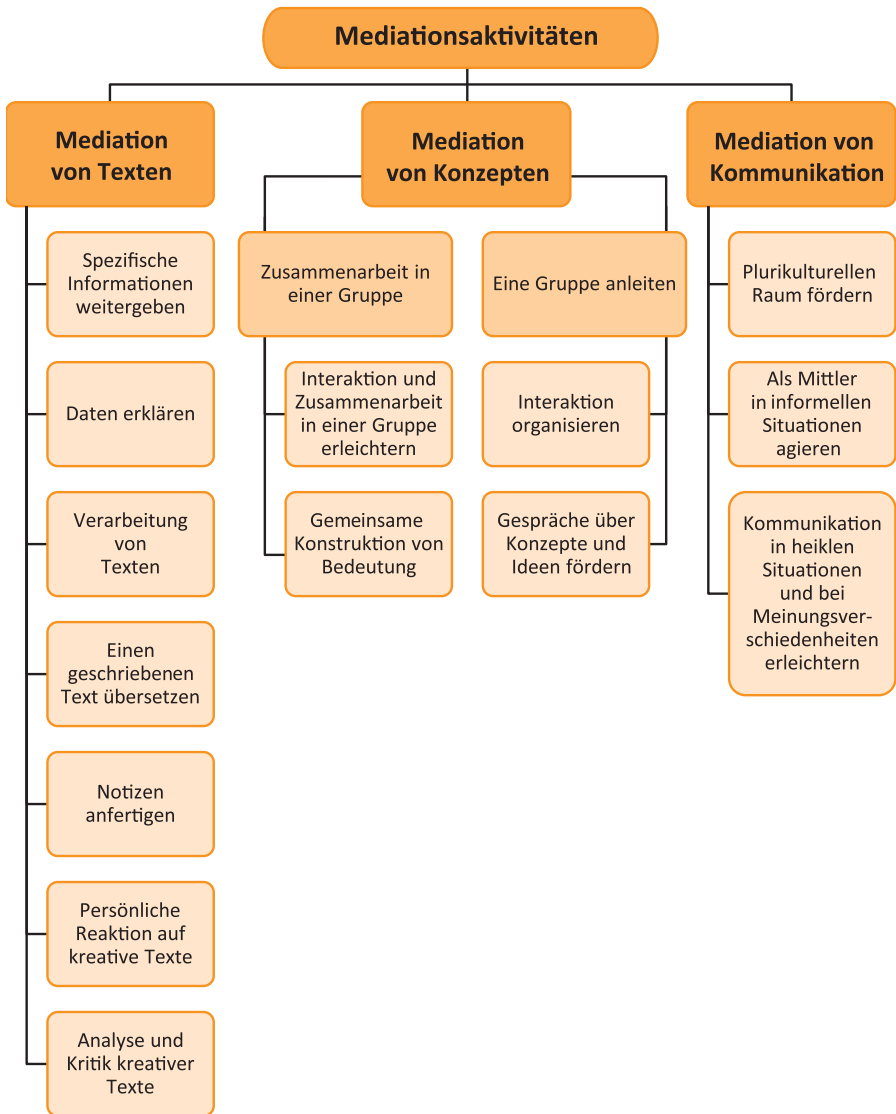 Mediationsaktivitäten
Mediation
von Texten
Spezifische
Informationen
weitergeben
Daten erklären
Verarbeitung
von
Texten
Einen
geschriebenen
Text übersetzen
Notizen
anfertigen
Persönliche
Reaktion auf
kreative Texte
Analyse und
Kritik kreativer
Texte
Mediation
von Konzepten
Zusammenarbeit in
einer Gruppe
Interaktion und
Zusammenarbeit
in einer Gruppe
erleichtern
Gemeinsame
Konstruktion von
Bedeutung
Eine Gruppe anleiten
Interaktion
organisieren
Gespräche über
Konzepte und
Ideen fördern
Mediation von
Kommunikation
Plurikulturellen
Raum fördern
Als Mittler
in informellen
Situationen
agieren
Kommunikation
in heiklen
Situationen
und bei
Meinungsver-
schiedenheiten
erleichtern